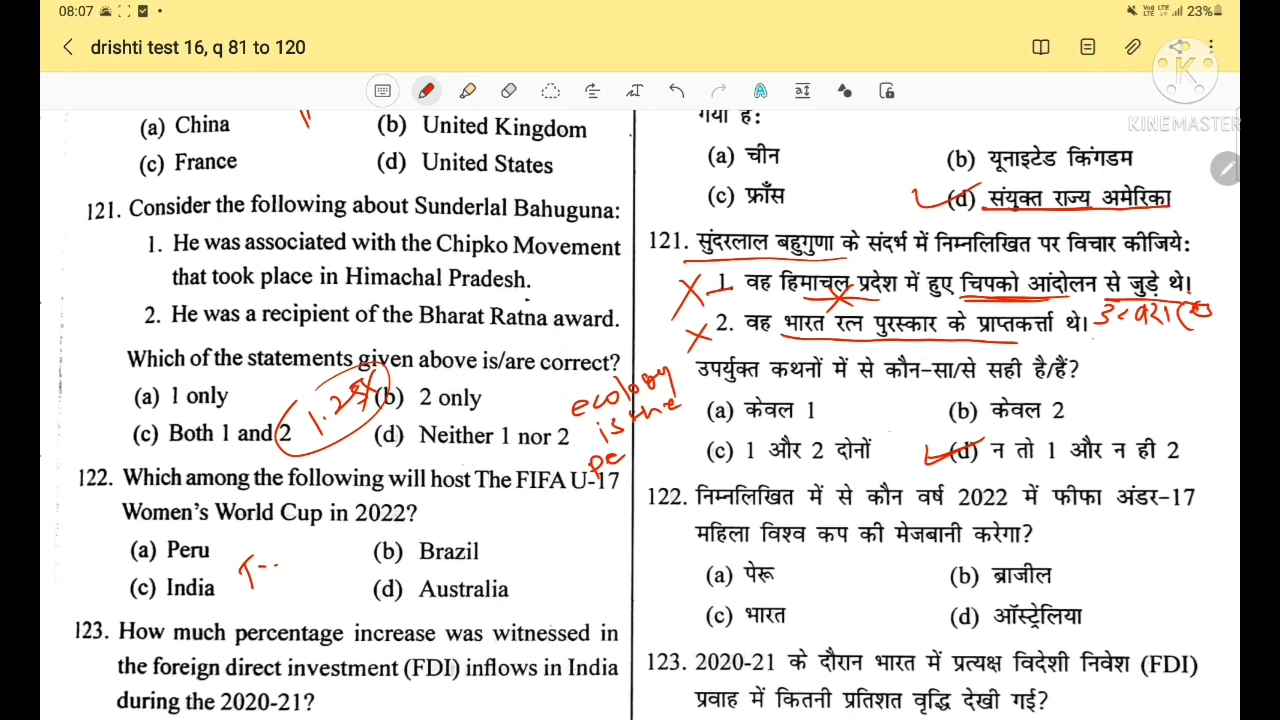 08:07
23%
drishti test 16, q 81 to 120
KINEMASTER
(a) China (b) United Kingdom
(c) France (d) United States
121. Consider the following about Sunderlal Bahuguna:
1. He was associated with the Chipko Movement
that took place in Himachal Pradesh.
2. He was a recipient of the Bharat Ratna award.
Which of the statements given above is/are correct?
(a) 1 only (b) 2 only
(c) Both 1 and 2 (d) Neither 1 nor 2
ecology
is the
pe
122. Which among the following will host The FIFA U-17
Women's World Cup in 2022?
(a) Peru (b) Brazil
(c) India (d) Australia
123. How much percentage increase was witnessed in
the foreign direct investment (FDI) inflows in India
during the 2020-21?
गया है:
(a) चीन (b) यूनाइटेड किंगडम
(c) फ्राँस (d) संयुक्त राज्य अमेरिका
121. सुंदरलाल बहुगुणा के संदर्भ में निम्नलिखित पर विचार कीजिये:
1. वह हिमाचल प्रदेश में हुए चिपको आंदोलन से जुड़े थे।
2. वह भारत रत्न पुरस्कार के प्राप्तकर्त्ता थे।
उपर्युक्त कथनों में से कौन-सा/से सही है/हैं?
(a) केवल 1 (b) केवल 2
(c) 1 और 2 दोनों (d) न तो 1 और न ही 2
122. निम्नलिखित में से कौन वर्ष 2022 में फीफा अंडर-17
महिला विश्व कप की मेजबानी करेगा?
(a) पेरू (b) ब्राजील
(c) भारत (d) ऑस्ट्रेलिया
123. 2020-21 के दौरान भारत में प्रत्यक्ष विदेशी निवेश (FDI)
प्रवाह में कितनी प्रतिशत वृद्धि देखी गई?